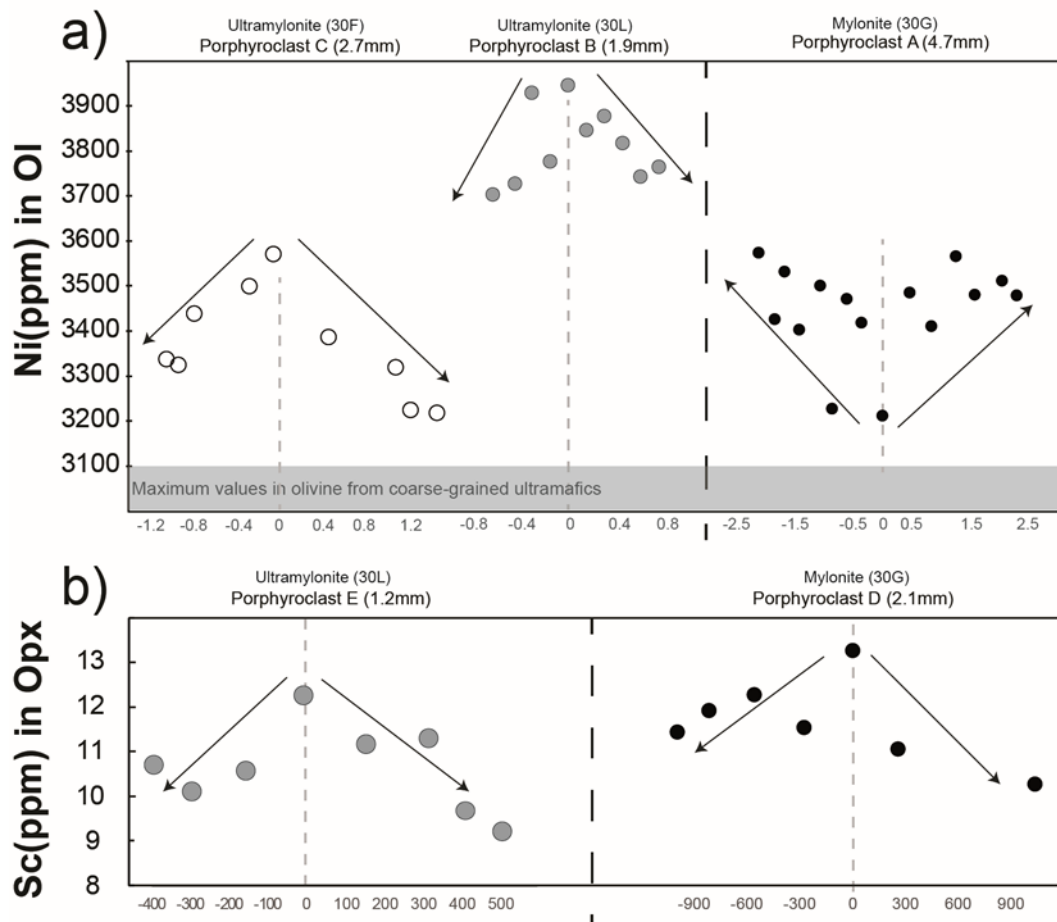 a)
Ultramylonite (30F)
Porphyroclast C (2.7mm)
Ultramylonite (30L)
Porphyroclast B (1.9mm)
Mylonite (30G)
Porphyroclast A (4.7mm)
Ni(ppm) in Ol
3900
3800
3700
3600
3500
3400
3300
3200
3100
Maximum values in olivine from coarse-grained ultramafics
-1.2 -0.8 -0.4 0 0.4 0.8 1.2 -0.8 -0.4 0 0.4 0.8 -2.5 -1.5 -0.5 0 0.5 1.5 2.5
b)
Ultramylonite (30L)
Porphyroclast E (1.2mm)
Mylonite (30G)
Porphyroclast D (2.1mm)
Sc(ppm) in Opx
13
12
11
10
9
8
-400 -300 -200 -100 0 100 200 300 400 500 -900 -600 -300 0 300 600 900